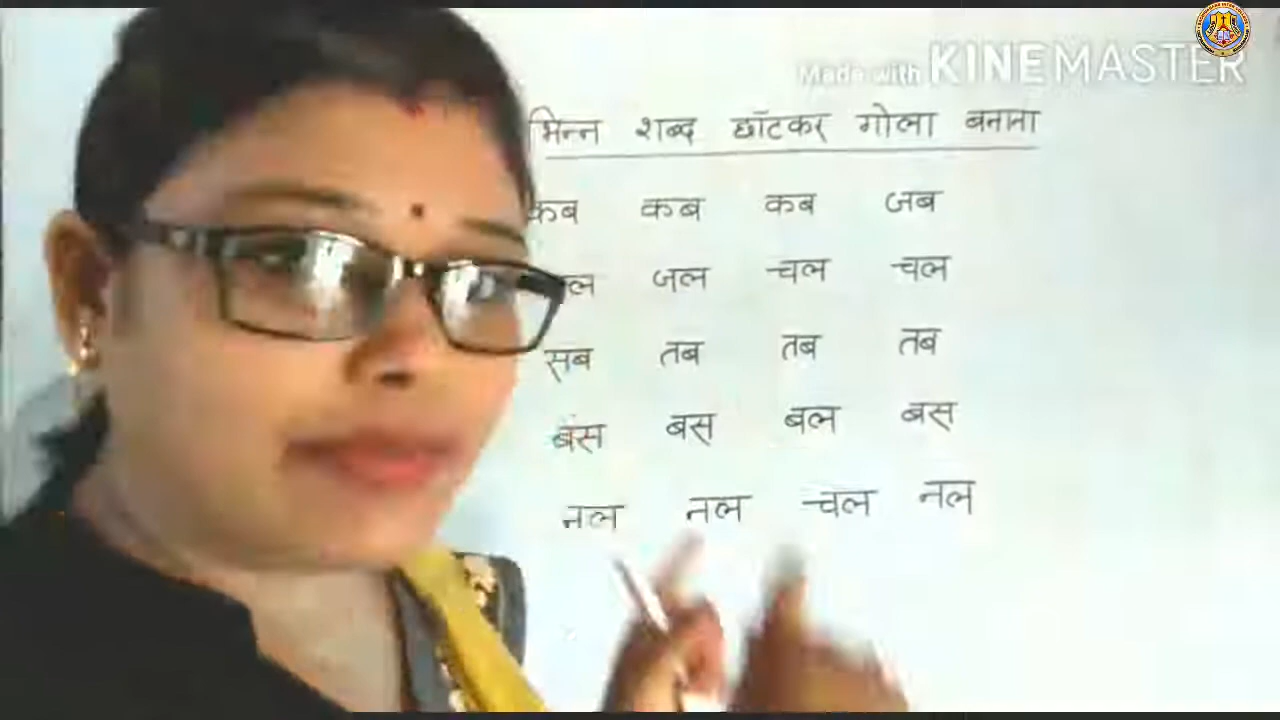 Made with KINEMASTER
भिन्न शब्द छाँटकर गोला बनाना
कब कब कब जब
जल चल चल
सब तब तब तब
बस बस बल बस
नल नल चल नल